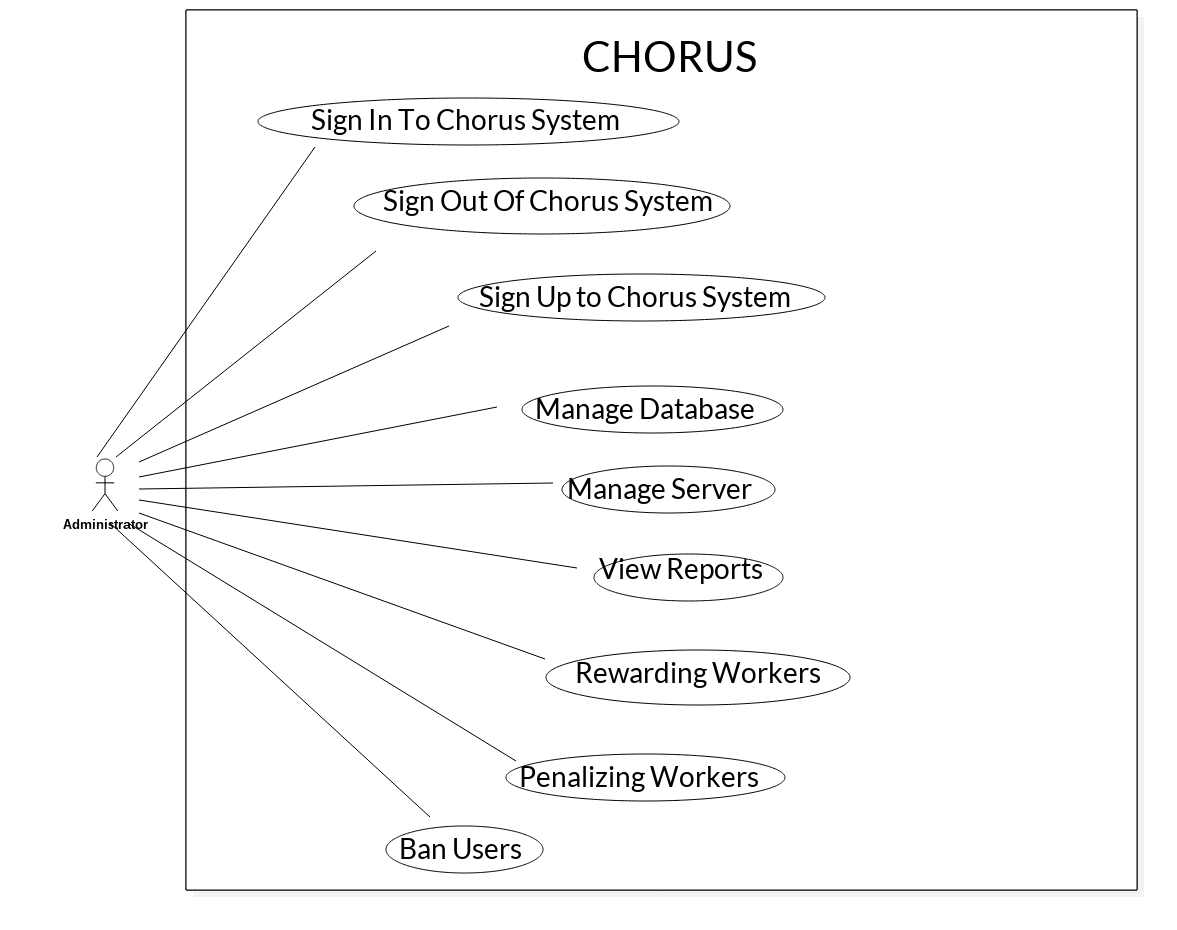 CHORUS
Sign In To Chorus System
Sign Out Of Chorus System
Sign Up to Chorus System
Manage Database
Manage Server
Administrator
View Reports
Rewarding Workers
Penalizing Workers
Ban Users